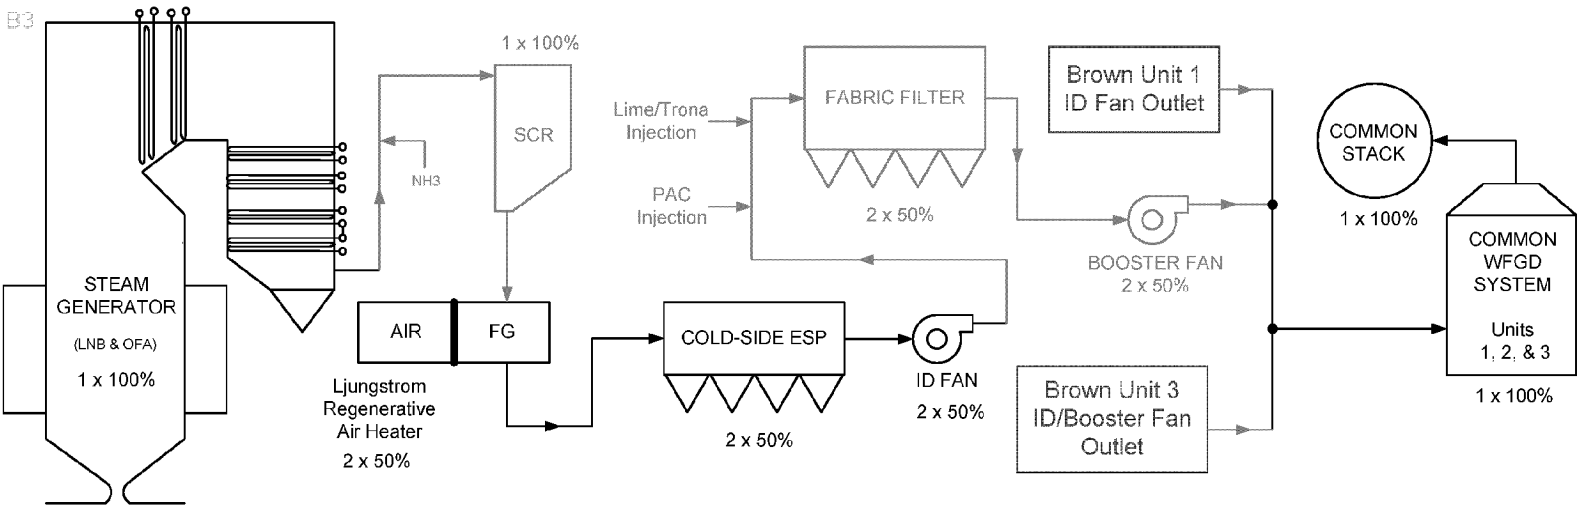 B3
1 x 100%
SCR
NH3
STEAM
GENERATOR
(LNB & OFA)
1 x 100%
AIR
FG
Ljungstrom
Regenerative
Air Heater
2 x 50%
Lime/Trona
Injection
PAC
Injection
FABRIC FILTER
2 x 50%
COLD-SIDE ESP
2 x 50%
ID FAN
2 x 50%
Brown Unit 1
ID Fan Outlet
BOOSTER FAN
2 x 50%
Brown Unit 3
ID/Booster Fan
Outlet
COMMON
STACK
1 x 100%
COMMON
WFGD
SYSTEM
Units
1, 2, & 3
1 x 100%